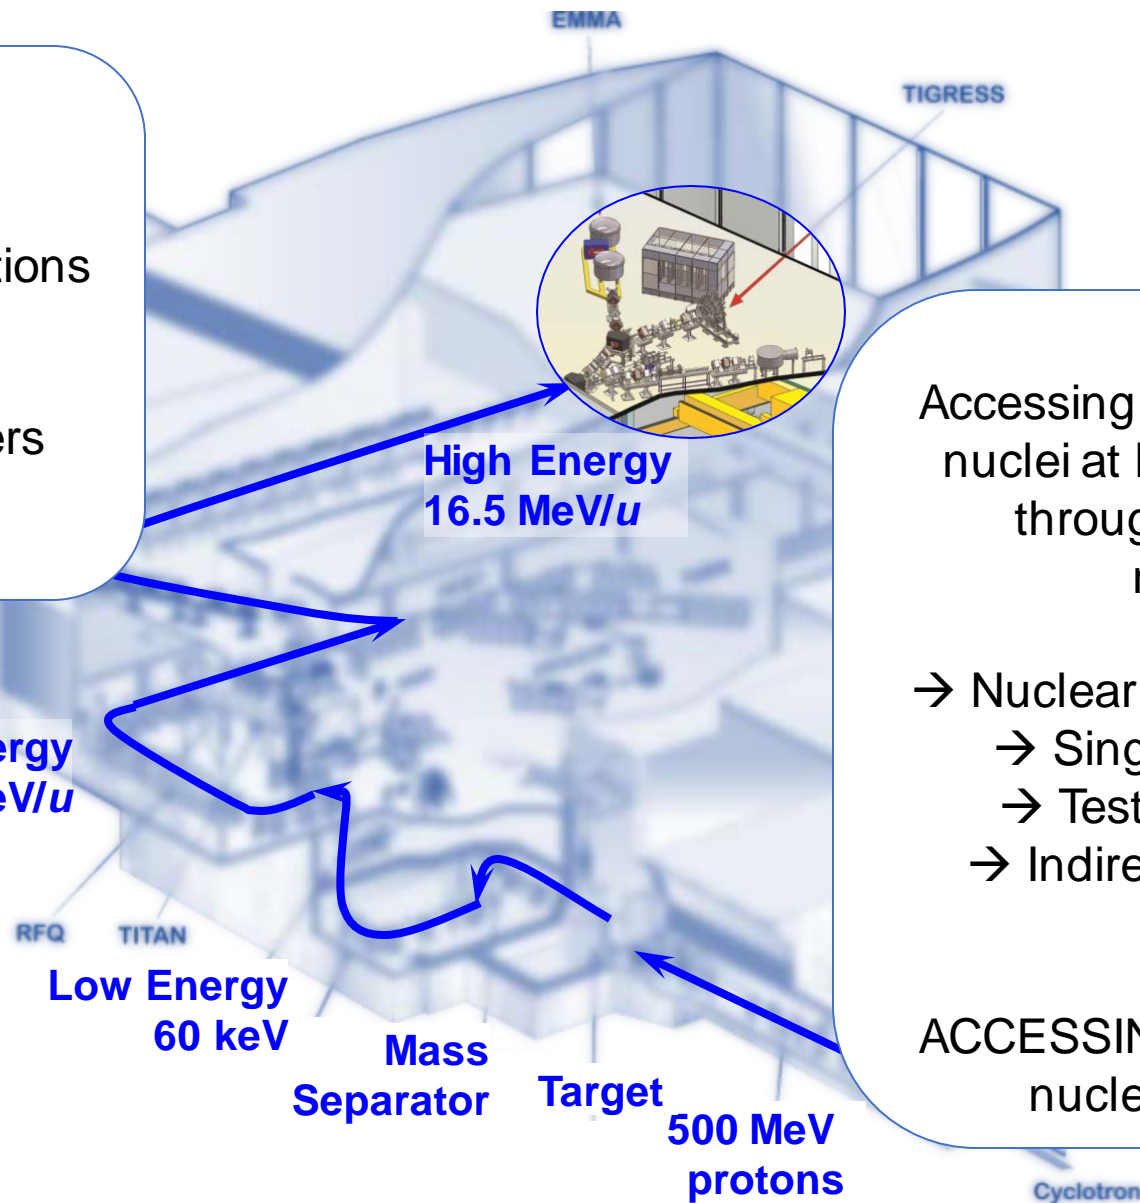 EMMA
TIGRESS
tions
ers
High Energy
16.5 MeV/u
Accessing
nuclei at
throug
→ Nuclear
→ Sing
→ Test
→ Indire
ACCESSIN
nucle
ergy
eV/u
RFQ
TITAN
Low Energy
60 keV
Mass
Separator
Target
500 MeV
protons
Cyclotron